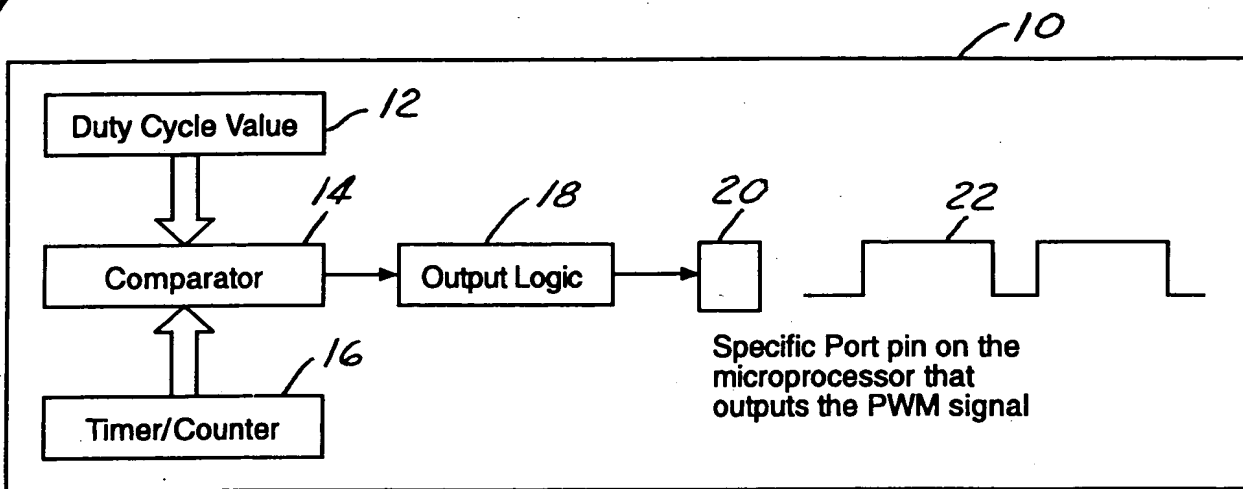 10
12
Duty Cycle Value
14
18
20
22
Comparator
Output Logic
16
Specific Port pin on the
microprocessor that
outputs the PWM signal
Timer/Counter